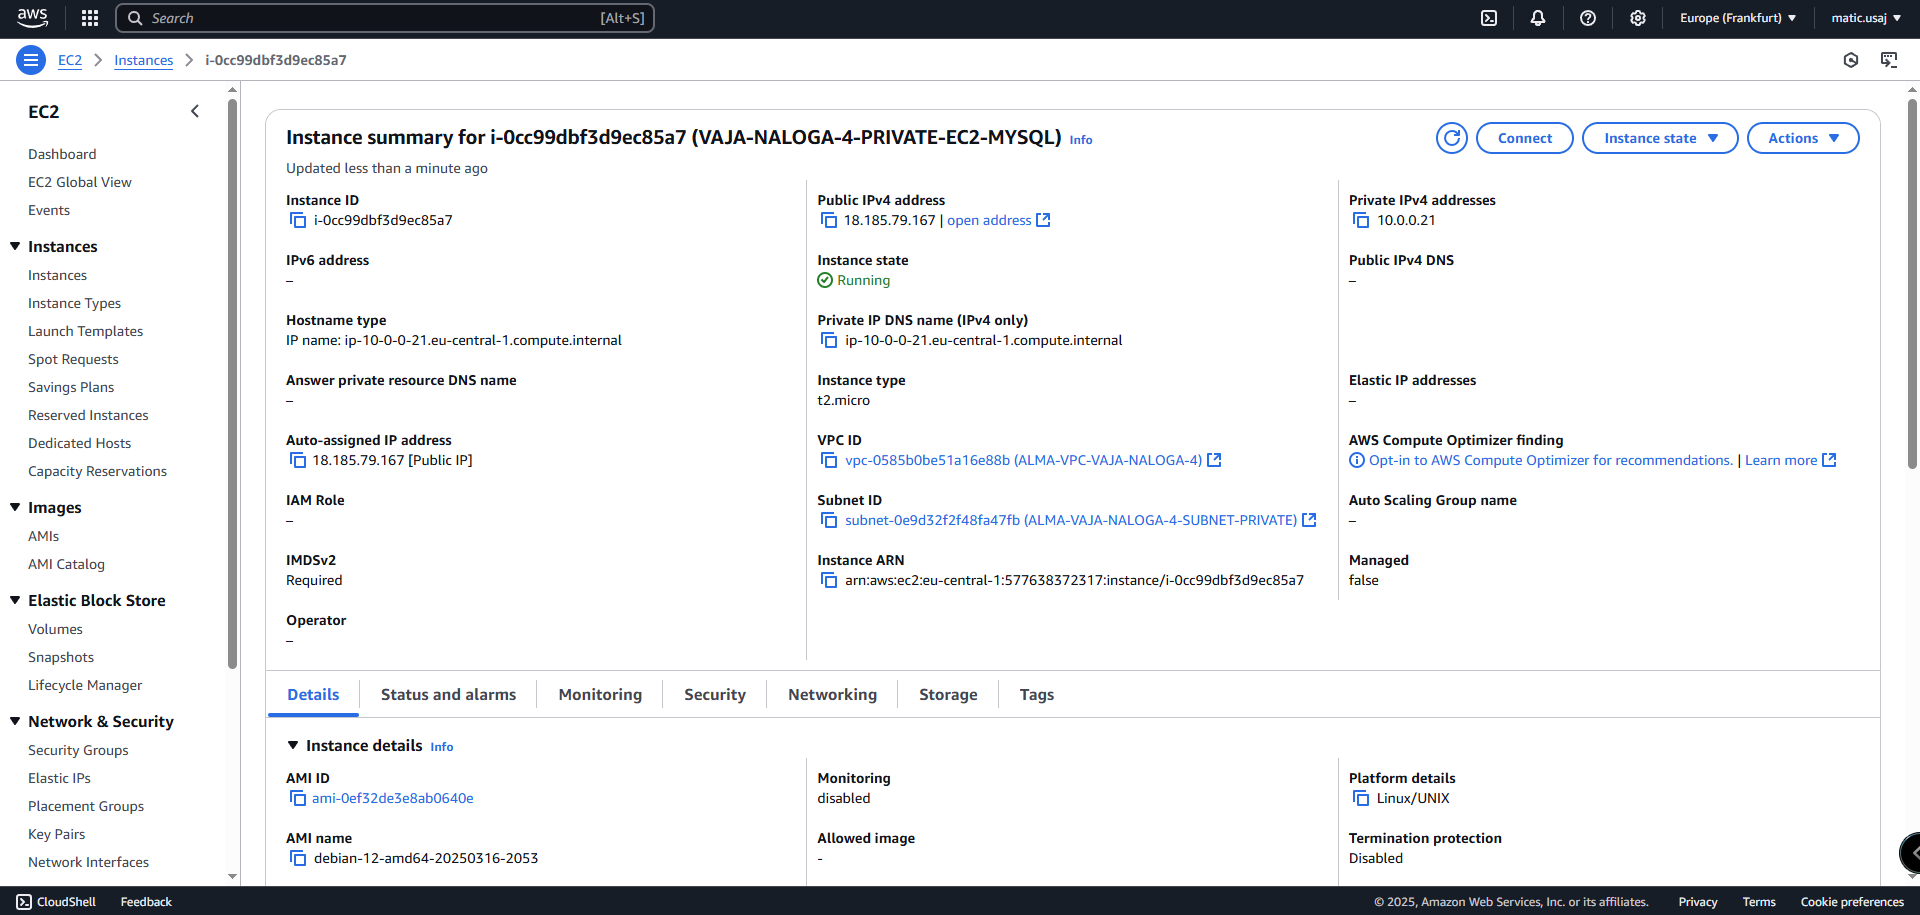 aws
Search [Alt+S]
Europe (Frankfurt)
matic.usaj
EC2
Instances
i-0cc99dbf3d9ec85a7
EC2
Dashboard
EC2 Global View
Events
Instances
Instances
Instance Types
Launch Templates
Spot Requests
Savings Plans
Reserved Instances
Dedicated Hosts
Capacity Reservations
Images
AMIs
AMI Catalog
Elastic Block Store
Volumes
Snapshots
Lifecycle Manager
Network & Security
Security Groups
Elastic IPs
Placement Groups
Key Pairs
Network Interfaces
Instance summary for i-0cc99dbf3d9ec85a7 (VAJA-NALOGA-4-PRIVATE-EC2-MYSQL) Info
Updated less than a minute ago
Connect
Instance state
Actions
Instance ID
i-0cc99dbf3d9ec85a7
Public IPv4 address
18.185.79.167 | open address
Private IPv4 addresses
10.0.0.21
IPv6 address
–
Instance state
Running
Public IPv4 DNS
–
Hostname type
IP name: ip-10-0-0-21.eu-central-1.compute.internal
Private IP DNS name (IPv4 only)
ip-10-0-0-21.eu-central-1.compute.internal
Answer private resource DNS name
–
Instance type
t2.micro
Elastic IP addresses
–
Auto-assigned IP address
18.185.79.167 [Public IP]
VPC ID
vpc-0585b0be51a16e88b (ALMA-VPC-VAJA-NALOGA-4)
AWS Compute Optimizer finding
Opt-in to AWS Compute Optimizer for recommendations. | Learn more
IAM Role
–
Subnet ID
subnet-0e9d32f2f48fa47fb (ALMA-VAJA-NALOGA-4-SUBNET-PRIVATE)
Auto Scaling Group name
–
IMDSv2
Required
Instance ARN
arn:aws:ec2:eu-central-1:577638372317:instance/i-0cc99dbf3d9ec85a7
Managed
false
Operator
–
Details
Status and alarms
Monitoring
Security
Networking
Storage
Tags
Instance details Info
AMI ID
ami-0ef32de3e8ab0640e
Monitoring
disabled
Platform details
Linux/UNIX
AMI name
debian-12-amd64-20250316-2053
Allowed image
-
Termination protection
Disabled
CloudShell
Feedback
© 2025, Amazon Web Services, Inc. or its affiliates.
Privacy
Terms
Cookie preferences